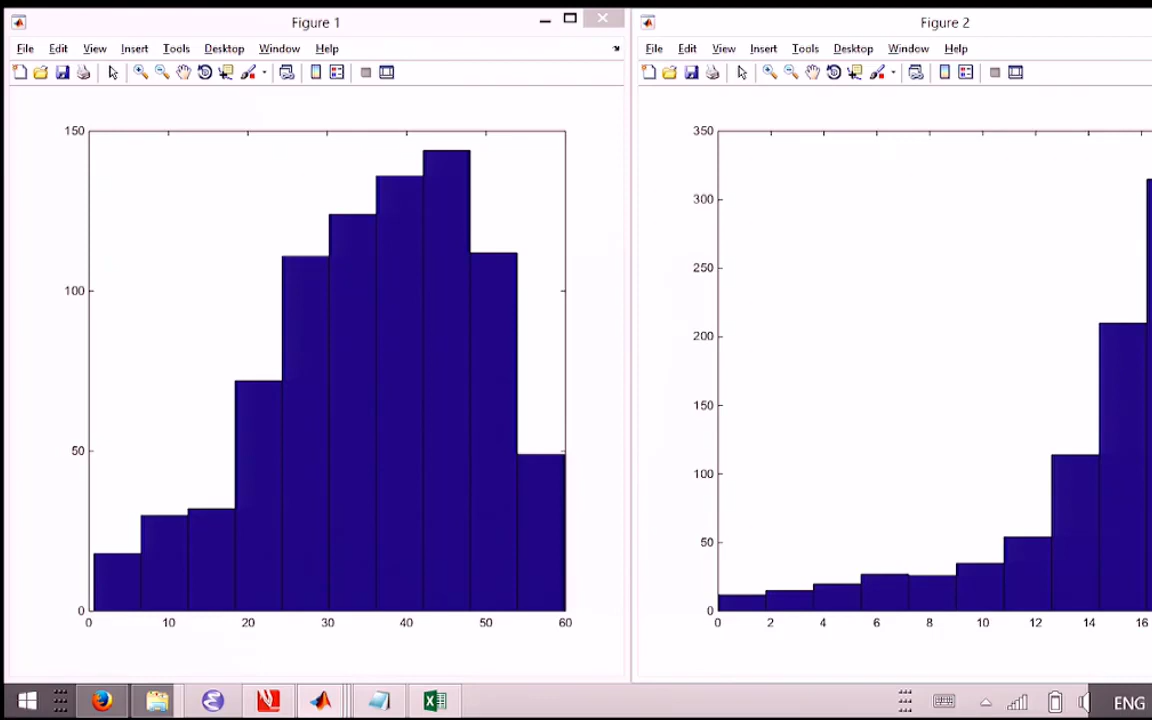 Figure 1
File Edit View Insert Tools Desktop Window Help
150
100
50
0
0 10 20 30 40 50 60
Figure 2
File Edit View Insert Tools Desktop Window Help
350
300
250
200
150
100
50
0
0 2 4 6 8 10 12 14 16
ENG